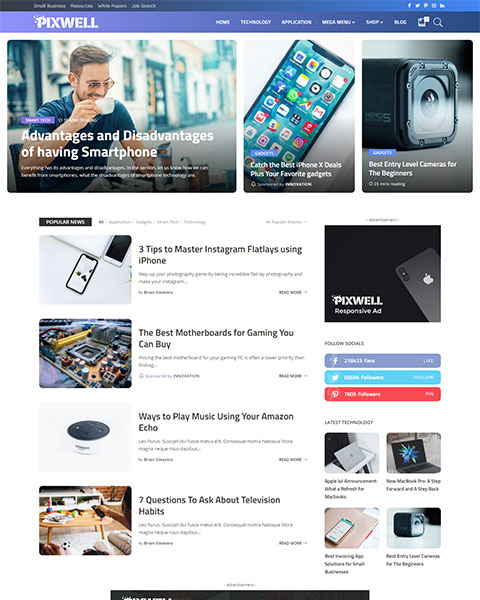 Small Business Resources White Papers Job Search
PIXWELL
HOME TECHNOLOGY APPLICATION MEGA MENU SHOP BLOG
SMART TECH
Advantages and Disadvantages
of having Smartphone
Everything has its advantages and disadvantages. In the section, let us know how we can
benefit from smartphones, what the disadvantages of smartphone technology are.
GADGETS
Catch the Best iPhone X Deals
Plus Your Favorite gadgets
Sponsored by INNOVATION
GADGETS
Best Entry Level Cameras for
The Beginners
25 mins reading
POPULAR NEWS All / Application / Gadgets / Smart Tech / Technology All Popular Articles
3 Tips to Master Instagram Flatlays using
iPhone
Step up your photography game by taking incredible flat lay photography and
make your Instagram...
By Brian Silvestro READ MORE
The Best Motherboards for Gaming You
Can Buy
Picking the best motherboard for your gaming PC is often a lower priority than
finding...
Sponsored by INNOVATION READ MORE
Ways to Play Music Using Your Amazon
Echo
Leo Purus. Suscipit dui fusce amet. Consequat nostra Natoque litora
magna neque risus dapibus...
By Brian Silvestro READ MORE
7 Questions To Ask About Television
Habits
Leo Purus. Suscipit dui fusce amet. Consequat nostra Natoque litora
magna neque risus dapibus...
By Brian Silvestro READ MORE
- Advertisement -
PIXWELL
Responsive Ad
FOLLOW SOCIALS
218423 Fans LIKE
66604 Followers FOLLOW
7605 Followers PIN
LATEST TECHNOLOGY
Apple Jul Announcement:
What a Refresh for
Macbooks
New MacBook Pro: A Step
Forward and A Step Back
Best Invoicing App
Solutions for Small
Businesses
Best Entry Level Cameras
for The Beginners
- Advertisement -
PIXWELL